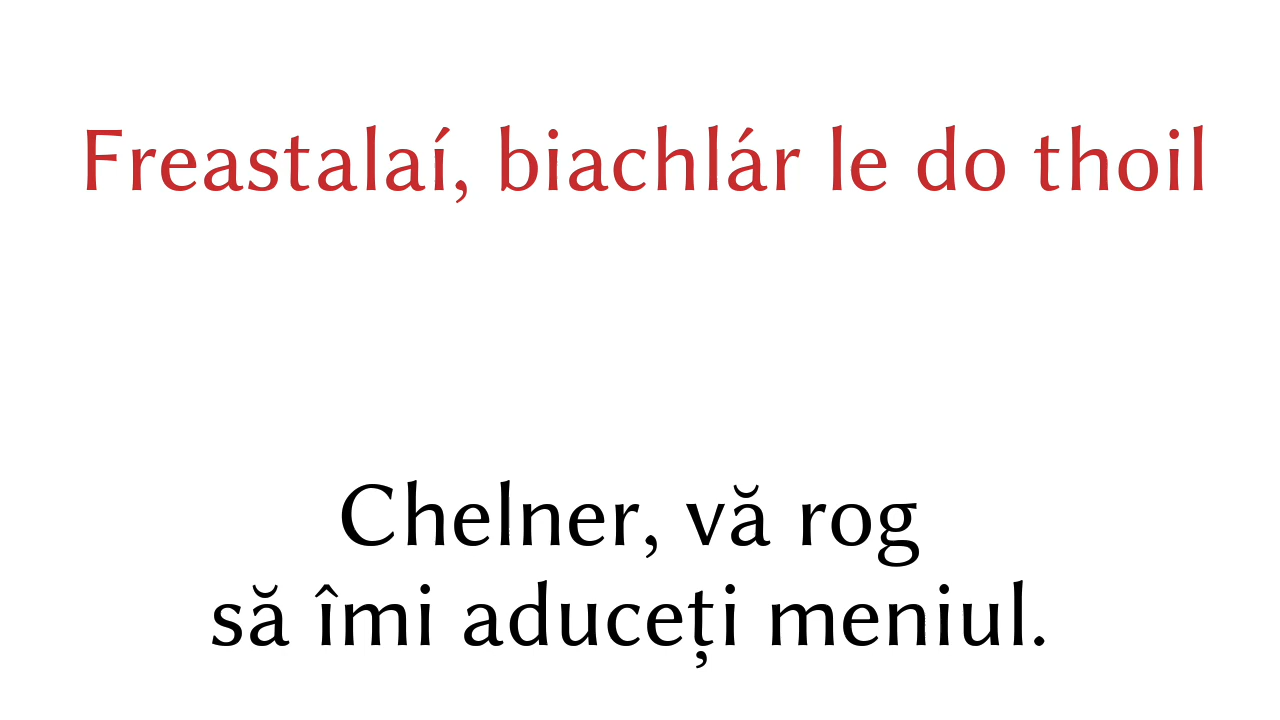 Freastalaí, biachlár le do thoil
Chelner, vă rog
să îmi aduceți meniul.